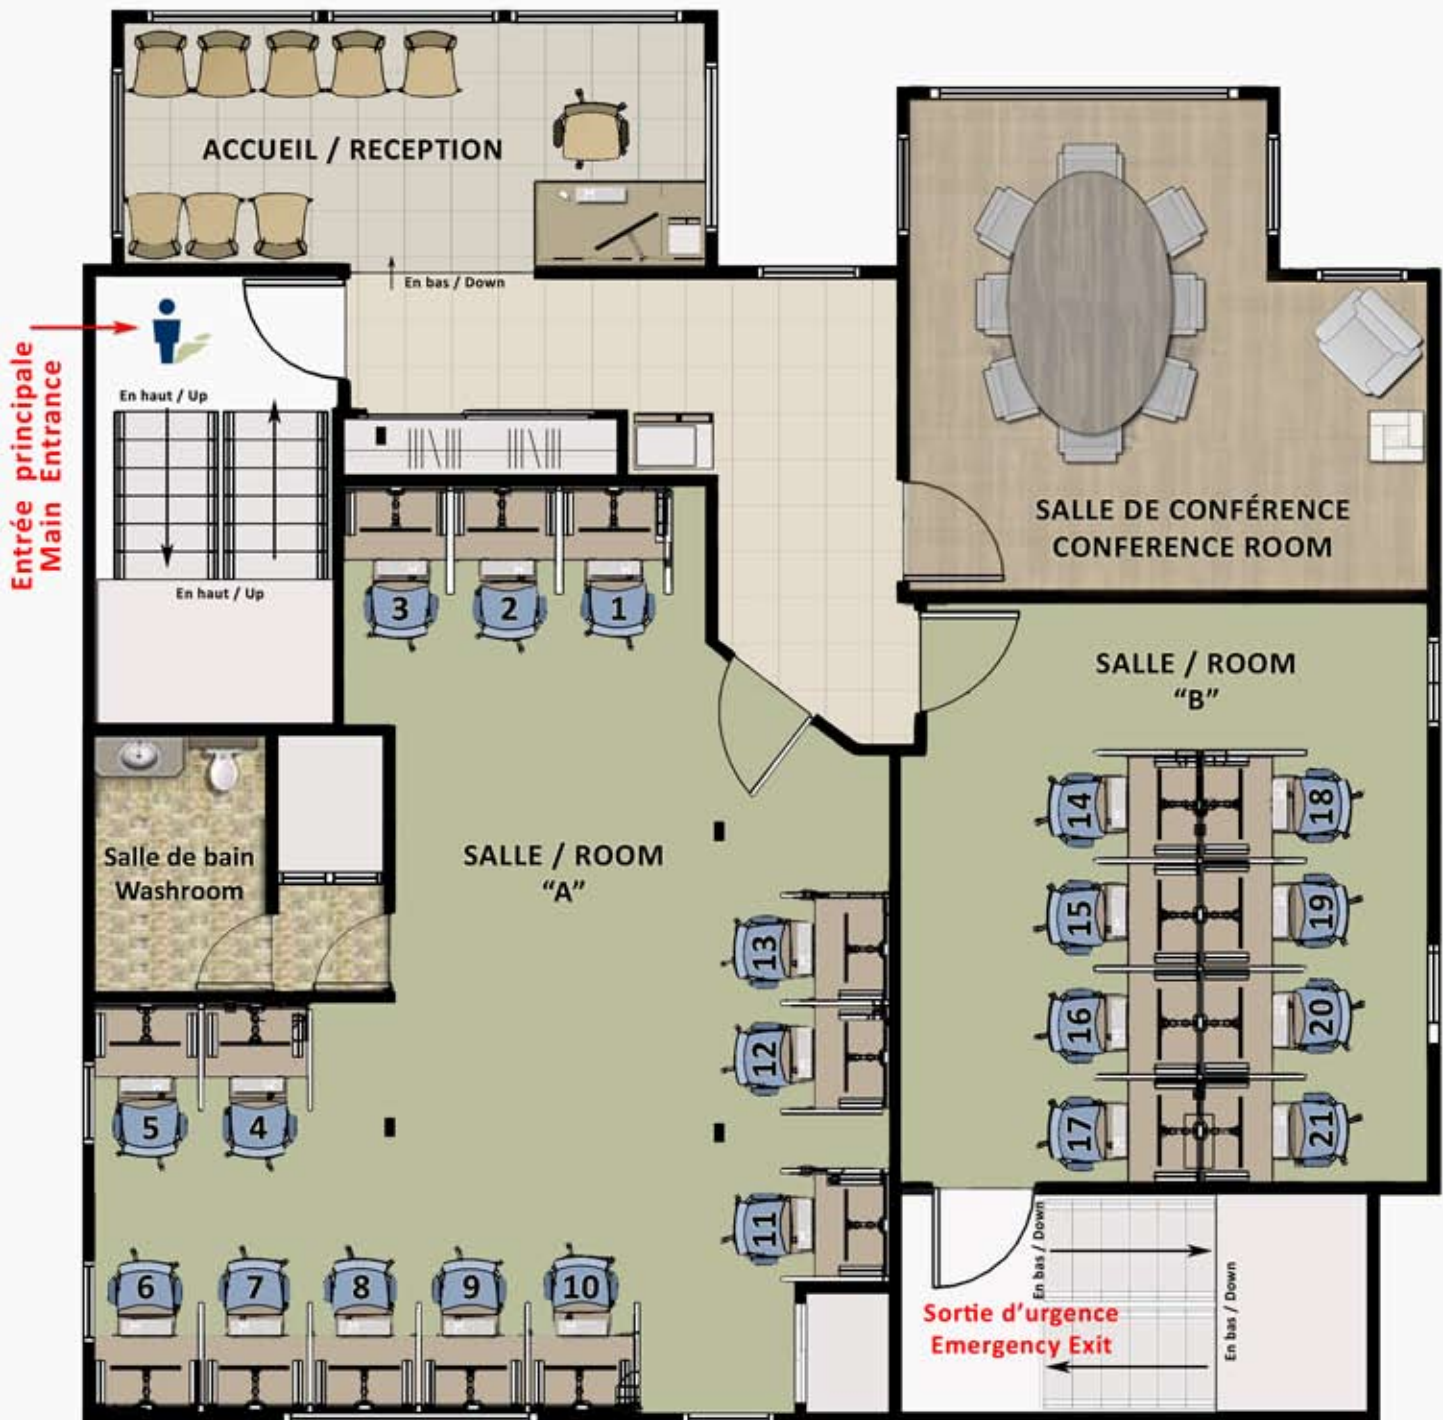 ACCUEIL / RECEPTION
En bas / Down
Entrée principale
Main Entrance
En haut / Up
En haut / Up
SALLE DE CONFÉRENCE
CONFERENCE ROOM
3
2
1
SALLE / ROOM
“B”
14
18
15
19
16
20
17
21
Salle de bain
Washroom
SALLE / ROOM
“A”
13
12
11
5
4
6
7
8
9
10
En bas / Down
En bas / Down
Sortie d’urgence
Emergency Exit